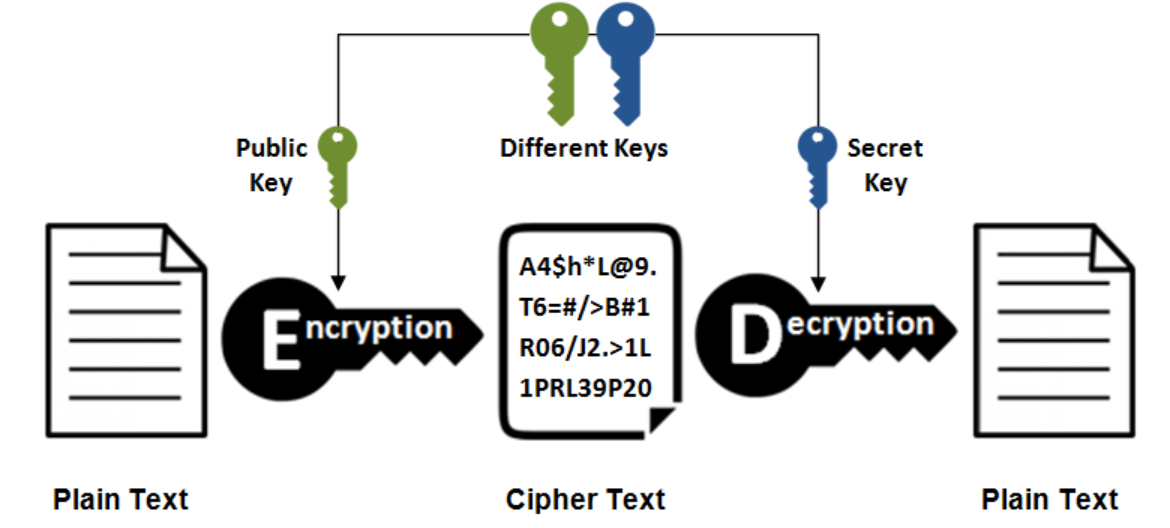 Public
Key
Different Keys
Secret
Key
Encryption
A4$h*L@9.
T6=#/>B#1
R06/J2.>1L
1PRL39P20
Decryption
Plain Text
Cipher Text
Plain Text